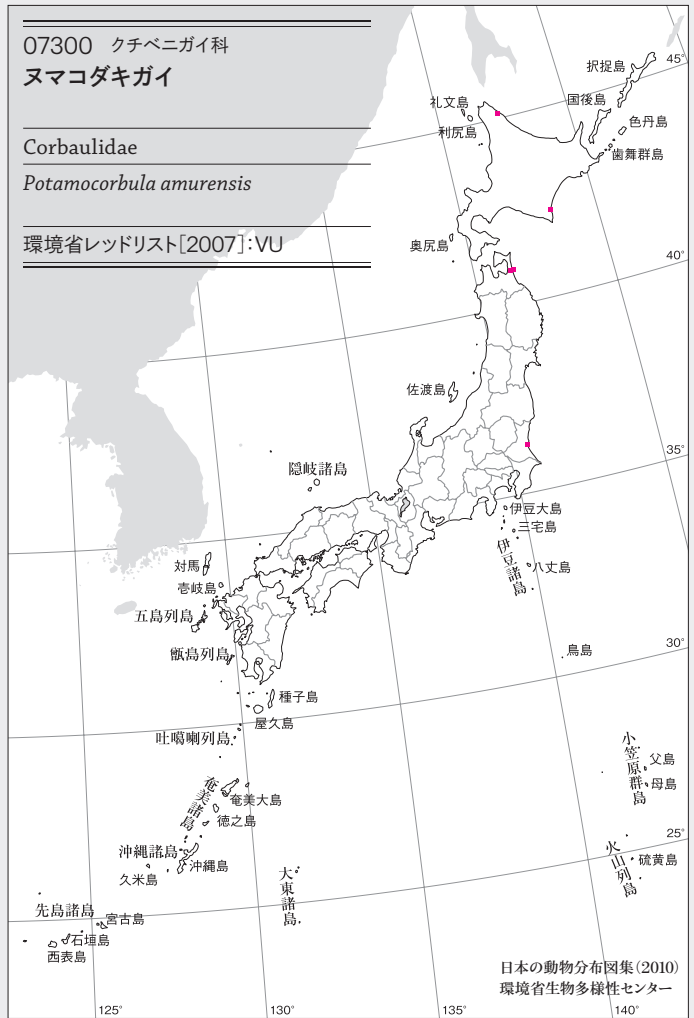 07300 クチベニガイ科
ヌマコダキガイ
Corbaulidae
Potamocorbula amurensis
環境省レッドリスト[2007]:VU
45°
択捉島
国後島
礼文島
色丹島
利尻島
歯舞群島
奥尻島
40°
佐渡島
35°
隠岐諸島
伊豆大島
三宅島
伊豆諸島
八丈島
対馬
壱岐島
五島列島
甑島列島
鳥島
30°
種子島
屋久島
吐噶喇列島
小笠原群島
父島
母島
奄美諸島
奄美大島
徳之島
25°
沖縄諸島
沖縄島
久米島
火山列島
硫黄島
大東諸島
先島諸島
宮古島
石垣島
西表島
日本の動物分布図集(2010)
環境省生物多様性センター
125°
130°
135°
140°